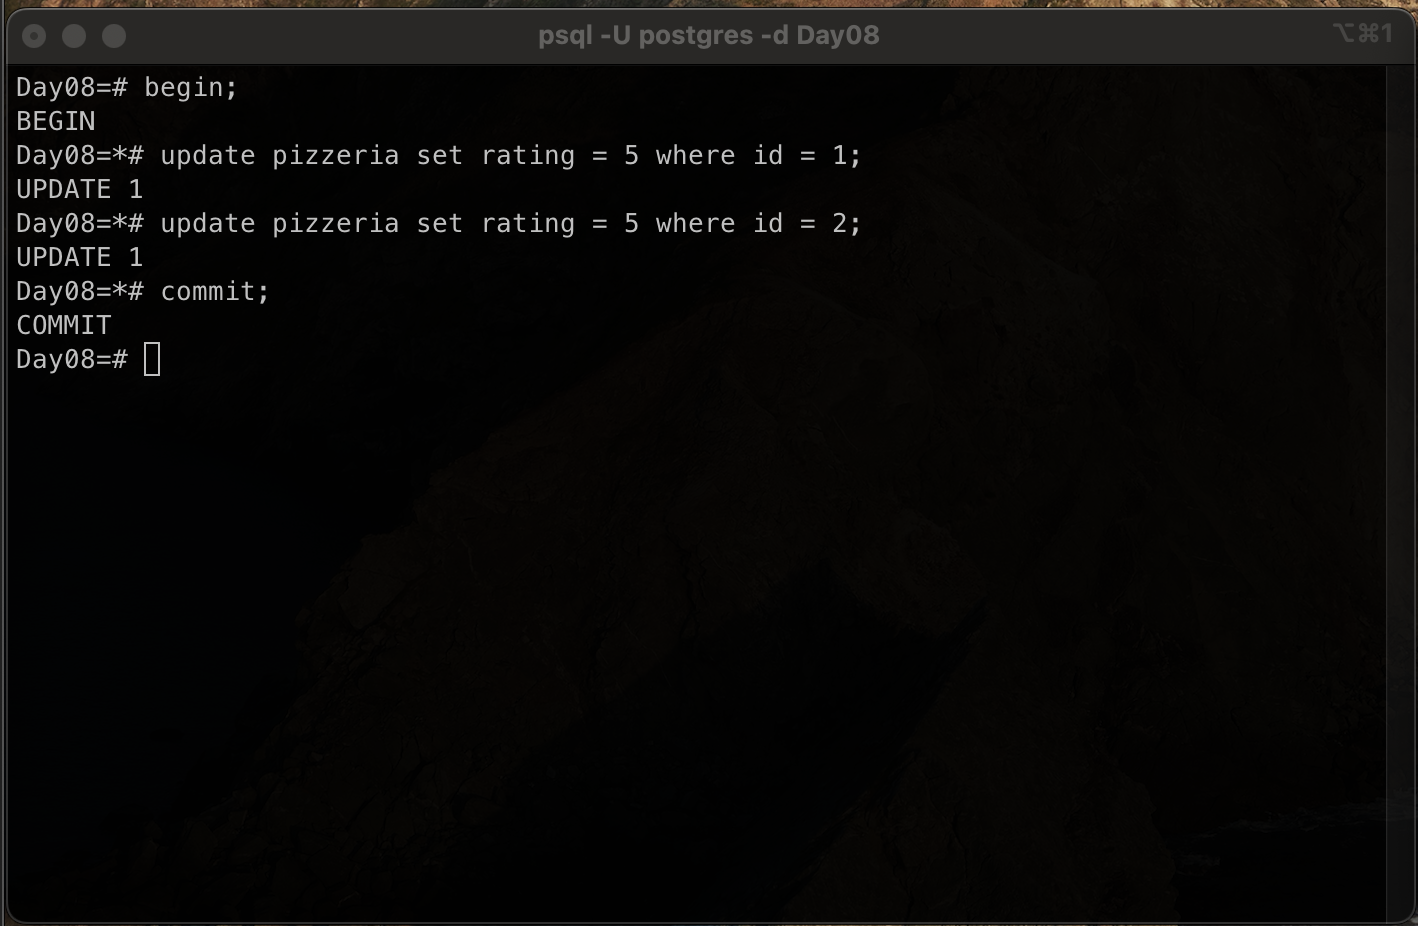 psql -U postgres -d Day08
⌥⌘1
Day08=# begin;
BEGIN
Day08=*# update pizzeria set rating = 5 where id = 1;
UPDATE 1
Day08=*# update pizzeria set rating = 5 where id = 2;
UPDATE 1
Day08=*# commit;
COMMIT
Day08=#